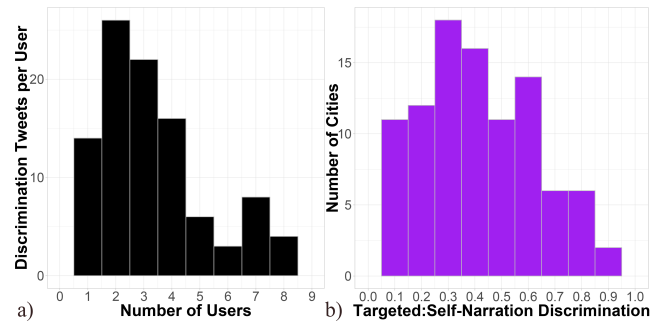 Discrimination Tweets per User
20
10
0
0 1 2 3 4 5 6 7 8 9
a) Number of Users
Number of Cities
15
10
5
0
0.0 0.1 0.2 0.3 0.4 0.5 0.6 0.7 0.8 0.9 1.0
b) Targeted:Self-Narration Discrimination